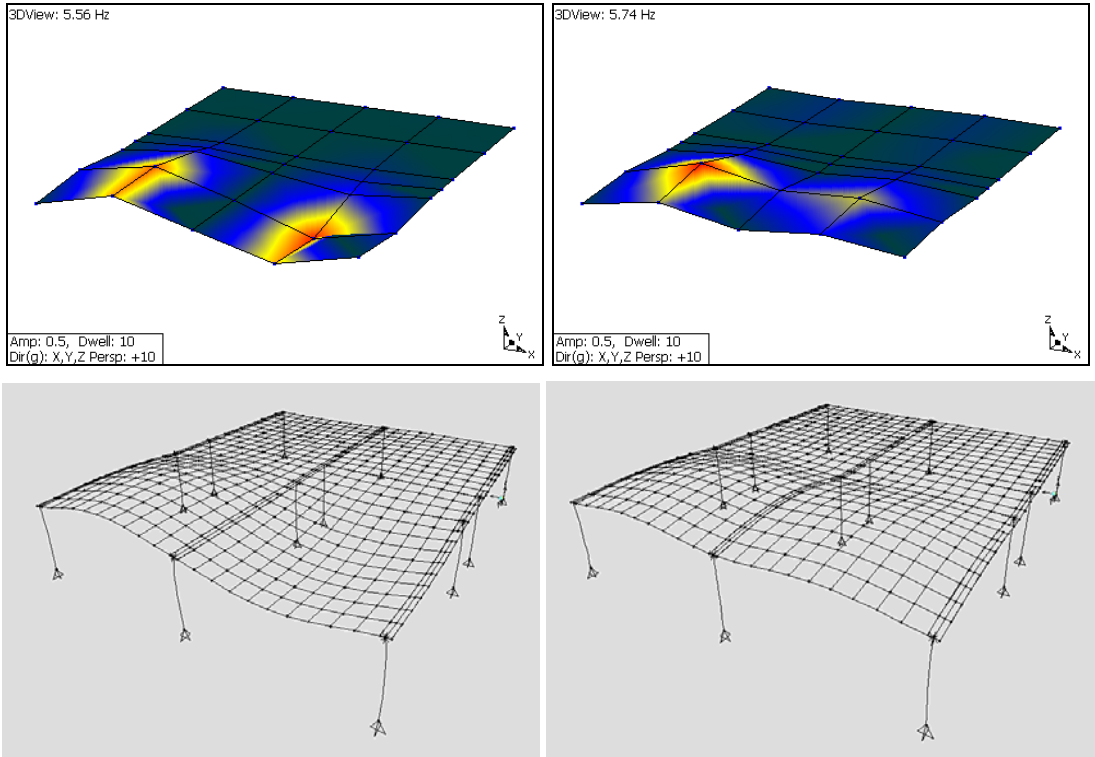 3DView: 5.56 Hz
3DView: 5.74 Hz
Amp: 0.5, Dwell: 10
Dir(g): X,Y,Z Persp: +10
Z
Y
X
Amp: 0.5, Dwell: 10
Dir(g): X,Y,Z Persp: +10
Z
Y
X